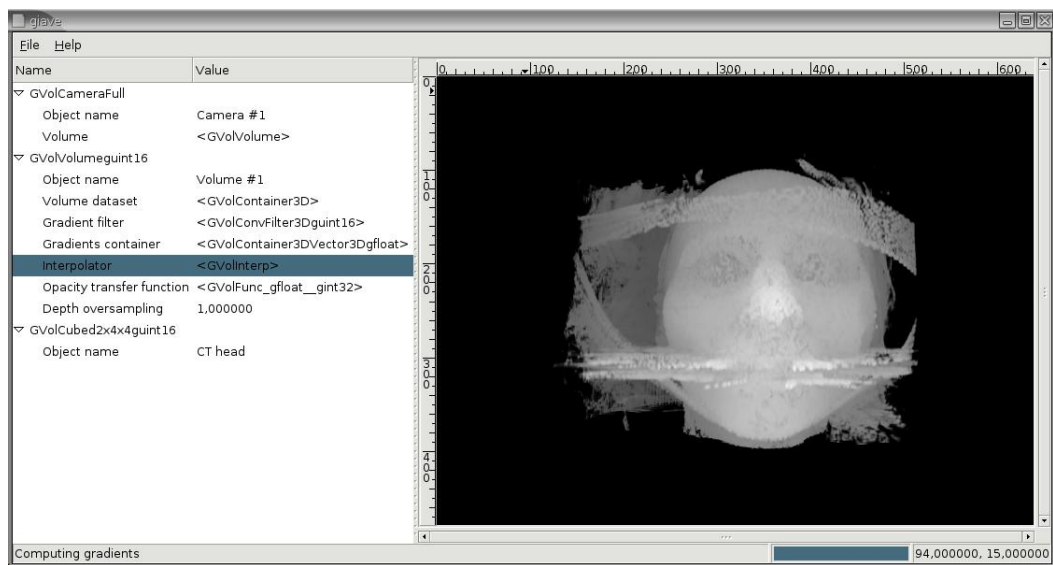 giave
File Help
Name Value
GVolCameraFull
Object name Camera #1
Volume <GVolVolume>
GVolVolumeguint16
Object name Volume #1
Volume dataset <GVolContainer3D>
Gradient filter <GVolConvFilter3Dguint16>
Gradients container <GVolContainer3DVector3Dgfloat>
Interpolator <GVolInterp>
Opacity transfer function <GVolFunc_gfloat__gint32>
Depth oversampling 1,000000
GVolCubed2x4x4guint16
Object name CT head
0 100 200 300 400 500 600
0
100
200
300
400
Computing gradients 94,000000, 15,000000